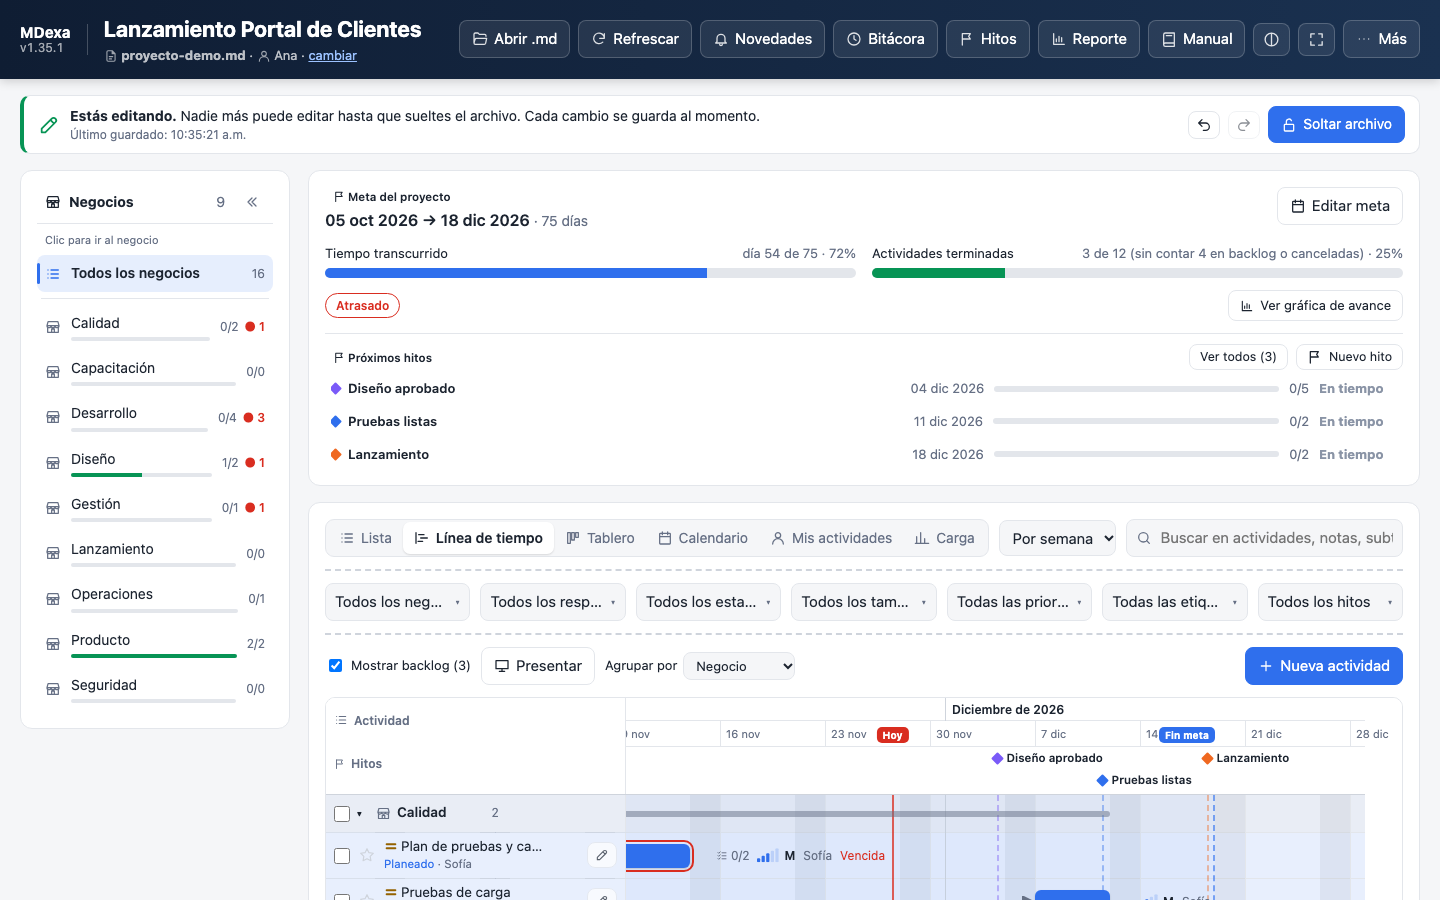 MDexa
v1.35.1
Lanzamiento Portal de Clientes
proyecto-demo.md · Ana · cambiar
Abrir .md
Refrescar
Novedades
Bitácora
Hitos
Reporte
Manual
Más
Estás editando. Nadie más puede editar hasta que sueltes el archivo. Cada cambio se guarda al momento.
Último guardado: 10:35:21 a.m.
Soltar archivo
Negocios 9
Clic para ir al negocio
Todos los negocios 16
Calidad 0/2 1
Capacitación 0/0
Desarrollo 0/4 3
Diseño 1/2 1
Gestión 0/1 1
Lanzamiento 0/0
Operaciones 0/1
Producto 2/2
Seguridad 0/0
Meta del proyecto
05 oct 2026 → 18 dic 2026 · 75 días
Editar meta
Tiempo transcurrido día 54 de 75 · 72%
Actividades terminadas 3 de 12 (sin contar 4 en backlog o canceladas) · 25%
Atrasado
Ver gráfica de avance
Próximos hitos
Ver todos (3)
Nuevo hito
Diseño aprobado 04 dic 2026 0/5 En tiempo
Pruebas listas 11 dic 2026 0/2 En tiempo
Lanzamiento 18 dic 2026 0/2 En tiempo
Lista
Línea de tiempo
Tablero
Calendario
Mis actividades
Carga
Por semana
Buscar en actividades, notas, subt
Todos los neg...
Todos los resp...
Todos los esta...
Todos los tam...
Todas las prior...
Todas las etiq...
Todos los hitos
Mostrar backlog (3)
Presentar
Agrupar por
Negocio
Nueva actividad
Actividad
Diciembre de 2026
nov
16 nov
23 nov
Hoy
30 nov
7 dic
14
Fin meta
21 dic
28 dic
Hitos
Diseño aprobado
Lanzamiento
Pruebas listas
Calidad 2
Plan de pruebas y ca...
Planeado · Sofía
0/2 M Sofía Vencida
Pruebas de carga
M Sofía